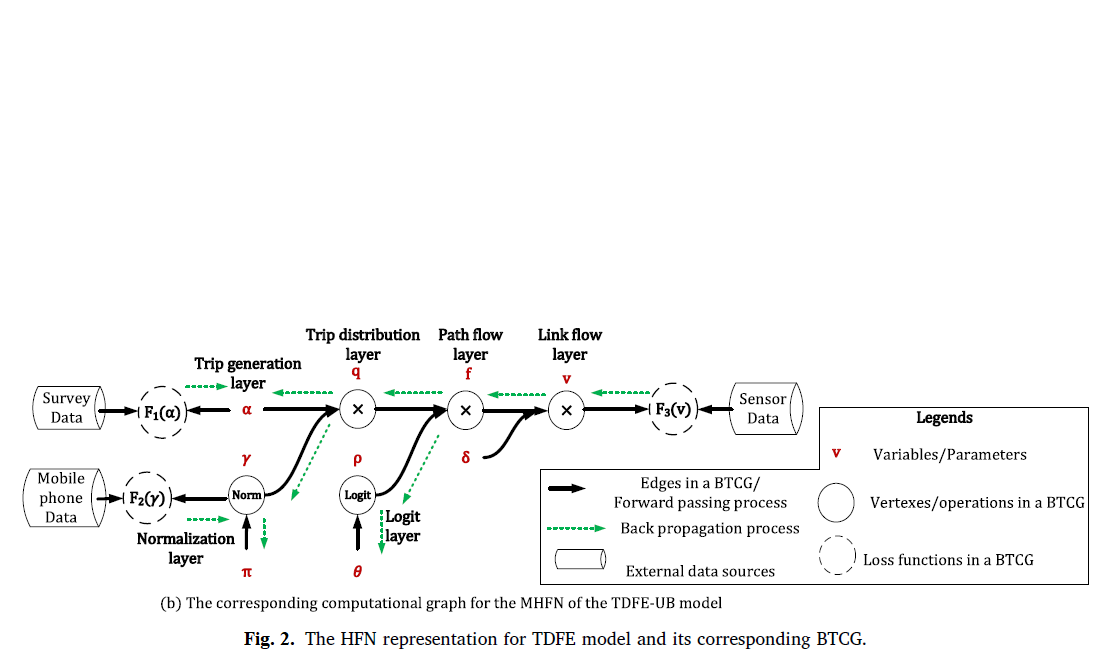 Trip distribution
layer
q
Path flow
layer
f
Link flow
layer
v
Trip generation
layer
Survey
Data
F₁(α)
α
×
×
×
F₃(v)
Sensor
Data
γ
ρ
δ
Mobile
phone
Data
F₂(γ)
Norm
Logit
Normalization
layer
Logit
layer
π
θ
Legends
v Variables/Parameters
Edges in a BTCG/
Forward passing process
Vertexes/operations in a BTCG
Back propagation process
External data sources
Loss functions in a BTCG
(b) The corresponding computational graph for the MHFN of the TDFE-UB model
Fig. 2. The HFN representation for TDFE model and its corresponding BTCG.